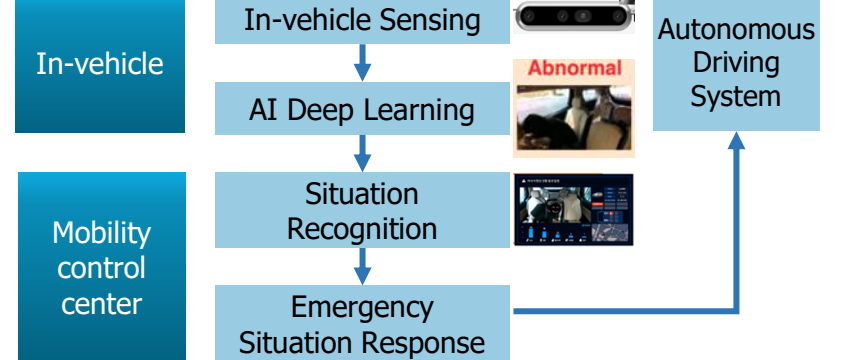 In-vehicle
In-vehicle Sensing
Autonomous
Driving
System
Abnormal
AI Deep Learning
Mobility
control
center
Situation
Recognition
Emergency
Situation Response